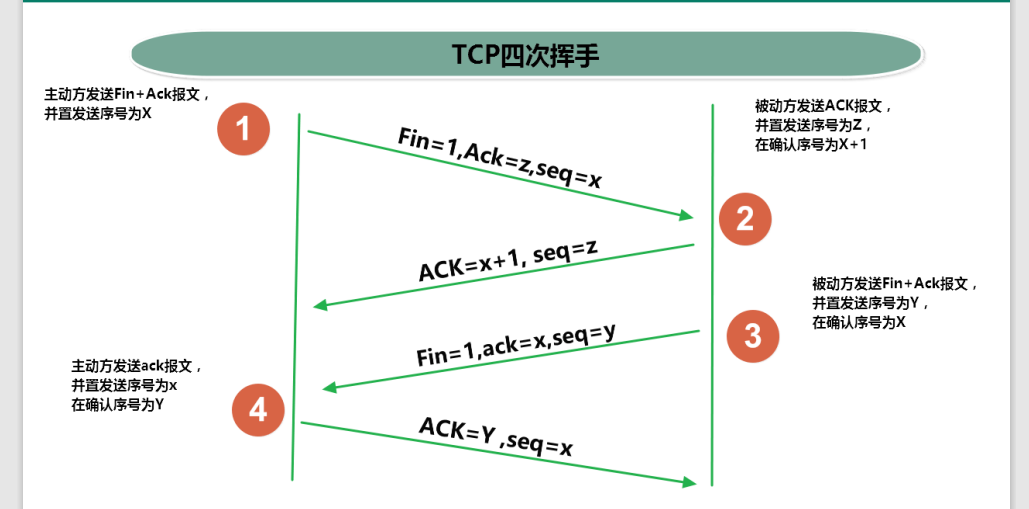 TCP四次挥手
主动方发送Fin+Ack报文，
并置发送序号为X
1
Fin=1,Ack=z,seq=x
被动方发送ACK报文，
并置发送序号为Z，
在确认序号为X+1
2
ACK=x+1, seq=z
被动方发送Fin+Ack报文，
并置发送序号为Y，
在确认序号为X
3
Fin=1,ack=x,seq=y
主动方发送ack报文，
并置发送序号为x
在确认序号为Y
4
ACK=Y ,seq=x